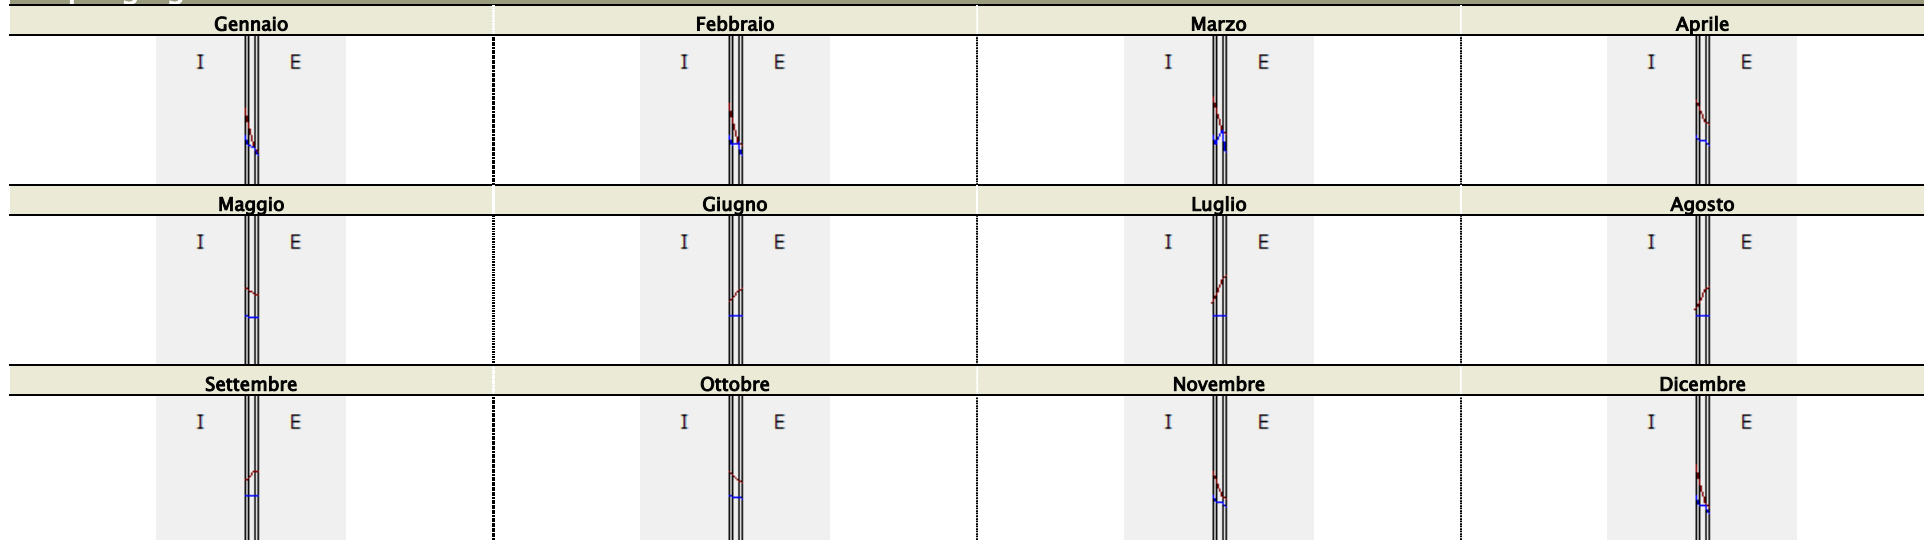 Gennaio Febbraio Marzo Aprile
I E I E I E I E
Maggio Giugno Luglio Agosto
I E I E I E I E
Settembre Ottobre Novembre Dicembre
I E I E I E I E